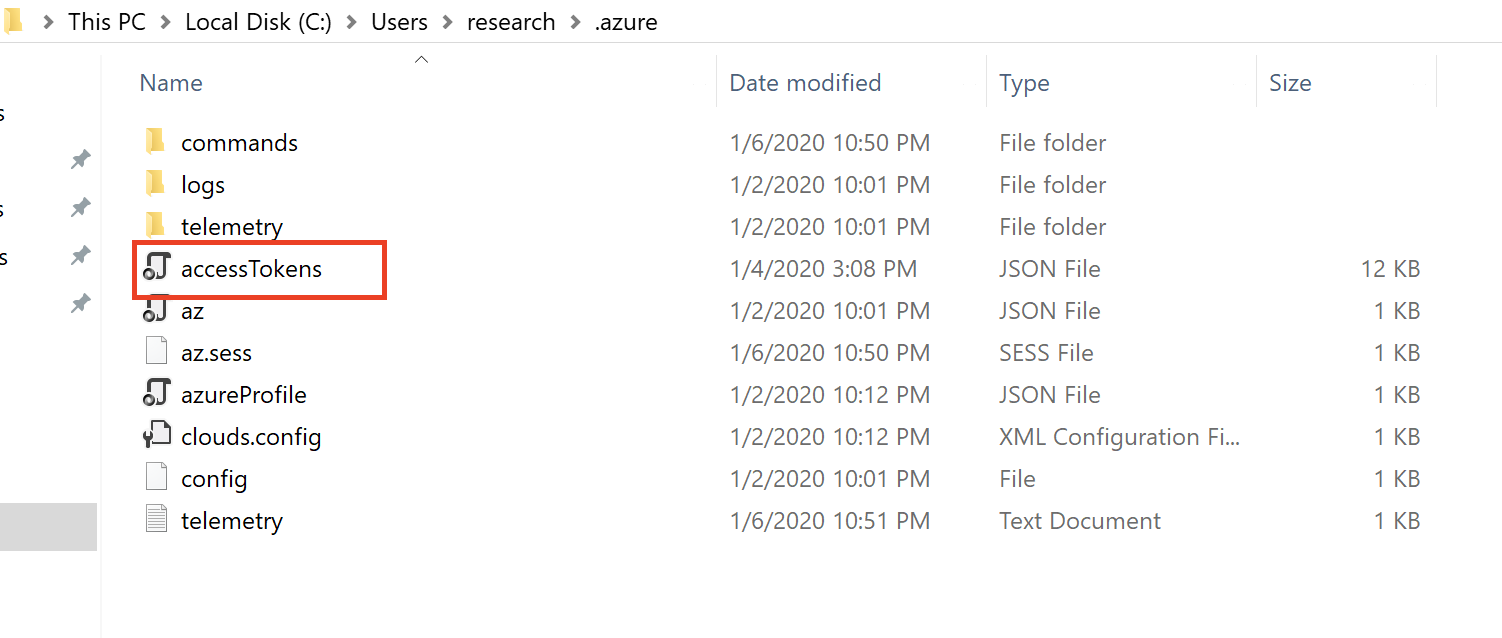 This PC > Local Disk (C:) > Users > research > .azure
Name Date modified Type Size
commands 1/6/2020 10:50 PM File folder
logs 1/2/2020 10:01 PM File folder
telemetry 1/2/2020 10:01 PM File folder
accessTokens 1/4/2020 3:08 PM JSON File 12 KB
az 1/2/2020 10:01 PM JSON File 1 KB
az.sess 1/6/2020 10:50 PM SESS File 1 KB
azureProfile 1/2/2020 10:12 PM JSON File 1 KB
clouds.config 1/2/2020 10:12 PM XML Configuration Fi... 1 KB
config 1/2/2020 10:01 PM File 1 KB
telemetry 1/6/2020 10:51 PM Text Document 1 KB